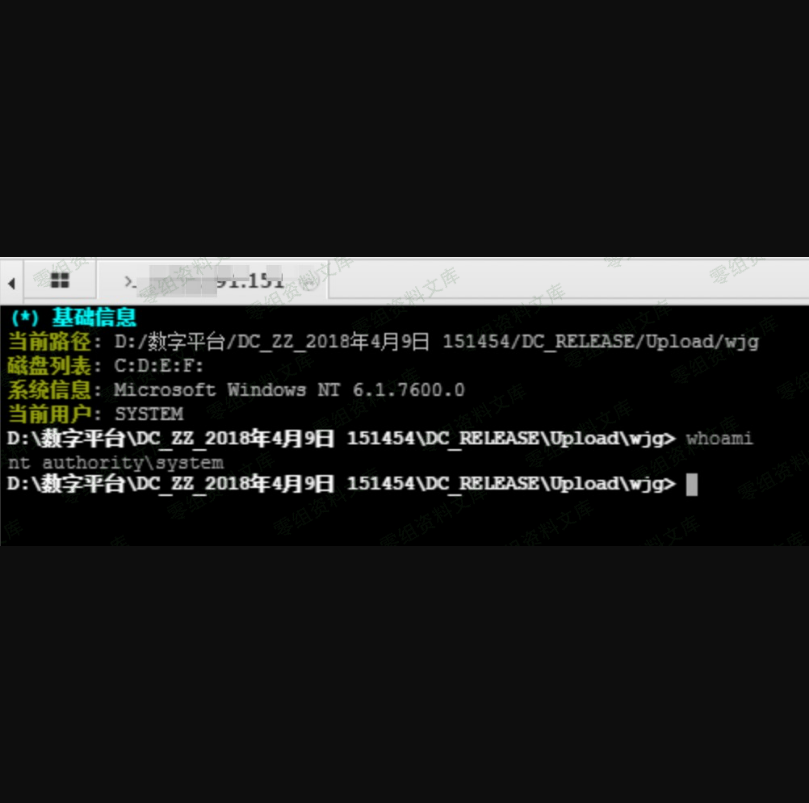 91.151
(*) 基础信息
当前路径: D:/数字平台/DC_ZZ_2018年4月9日 151454/DC_RELEASE/Upload/wjg
磁盘列表: C:D:E:F:
系统信息: Microsoft Windows NT 6.1.7600.0
当前用户: SYSTEM
D:\数字平台\DC_ZZ_2018年4月9日 151454\DC_RELEASE\Upload\wjg> whoami
nt authority\system
D:\数字平台\DC_ZZ_2018年4月9日 151454\DC_RELEASE\Upload\wjg>
零组资料文库